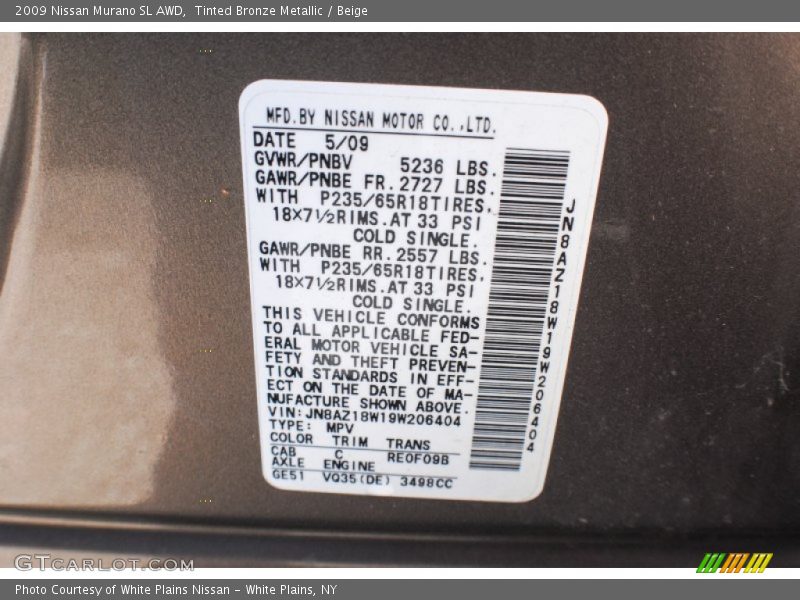 2009 Nissan Murano SL AWD,  Tinted Bronze Metallic / Beige
MFD.BY NISSAN MOTOR CO.,LTD.
DATE 5/09
GVWR/PNBV 5236 LBS.
GAWR/PNBE FR. 2727 LBS.
WITH P235/65R18TIRES.
18×7½RIMS.AT 33 PSI
COLD SINGLE.
GAWR/PNBE RR. 2557 LBS.
WITH P235/65R18TIRES.
18×7½RIMS.AT 33 PSI
COLD SINGLE.
THIS VEHICLE CONFORMS
TO ALL APPLICABLE FED-
ERAL MOTOR VEHICLE SA-
FETY AND THEFT PREVEN-
TION STANDARDS IN EFF-
ECT ON THE DATE OF MA-
NUFACTURE SHOWN ABOVE.
VIN:JN8AZ18W19W206404
TYPE: MPV
COLOR TRIM TRANS
CAB C RE0F09B
AXLE ENGINE
GE51 VQ35(DE) 3498CC
JN8AZ18W19W206404
GTCARLOT.COM
Photo Courtesy of White Plains Nissan - White Plains, NY